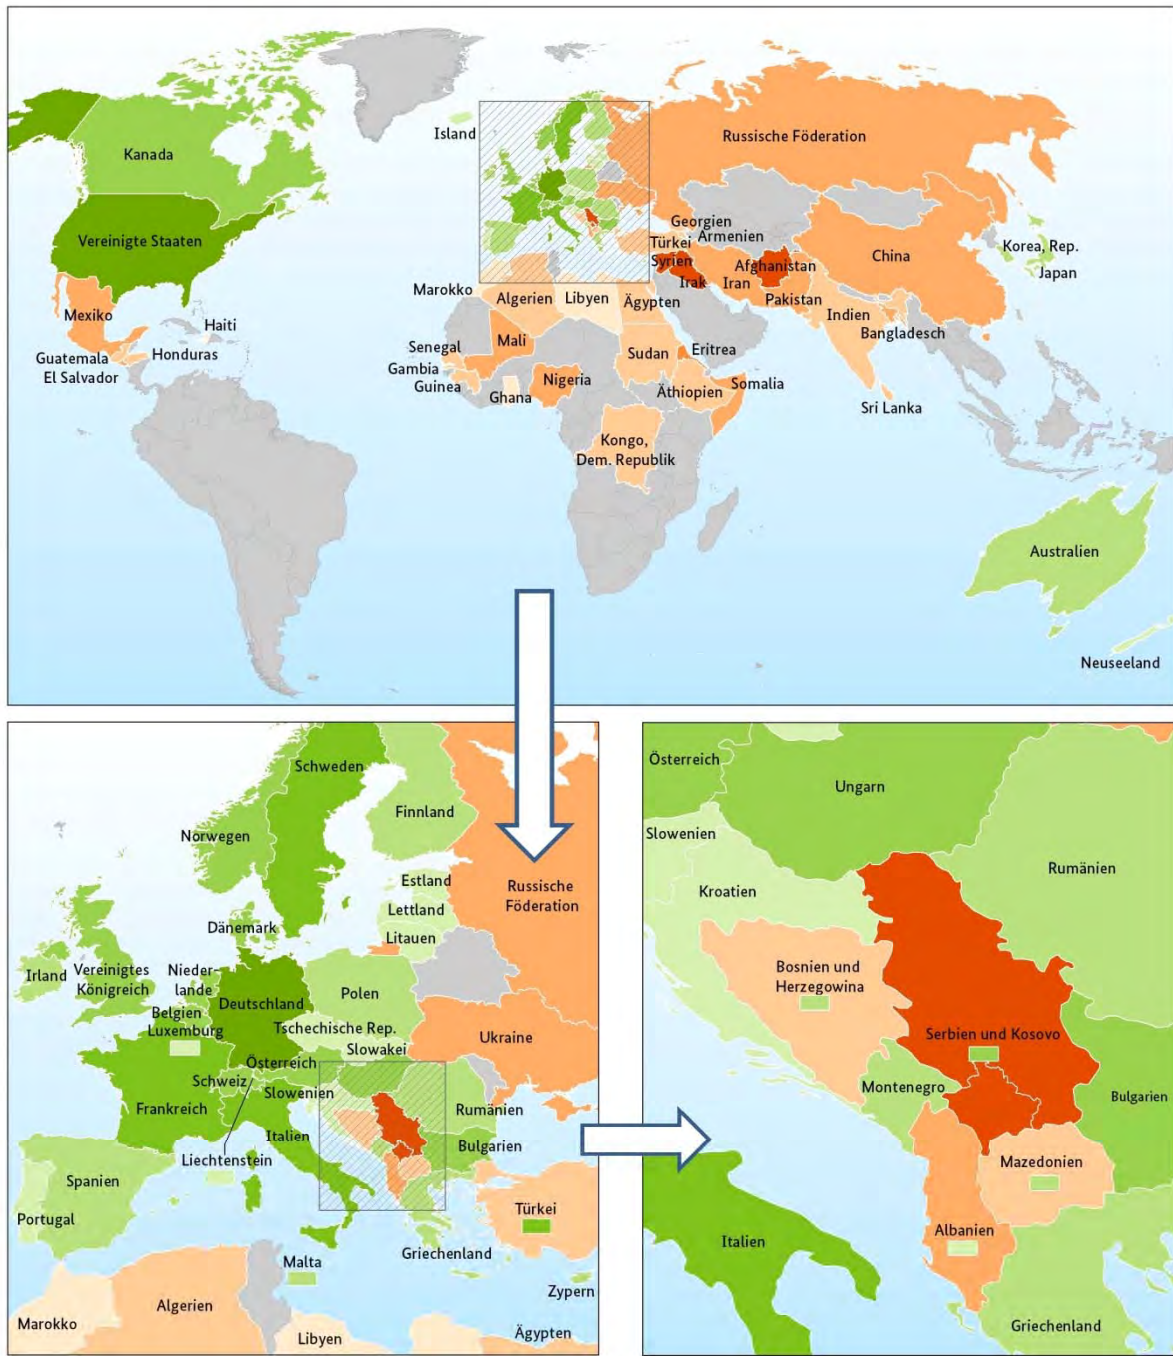 Island
Kanada
Russische Föderation
Vereinigte Staaten
Georgien
Türkei
Armenien
Syrien
Afghanistan
China
Korea, Rep.
Japan
Irak
Iran
Marokko
Algerien
Libyen
Ägypten
Pakistan
Indien
Bangladesch
Mexiko
Haiti
Guatemala
Honduras
El Salvador
Mali
Senegal
Gambia
Guinea
Ghana
Nigeria
Sudan
Eritrea
Äthiopien
Somalia
Sri Lanka
Kongo,
Dem. Republik
Australien
Neuseeland
Schweden
Finnland
Norwegen
Estland
Russische
Föderation
Lettland
Dänemark
Litauen
Irland
Vereinigtes
Königreich
Nieder-
lande
Deutschland
Polen
Belgien
Luxemburg
Tschechische Rep.
Ukraine
Slowakei
Österreich
Schweiz
Slowenien
Frankreich
Rumänien
Italien
Bulgarien
Liechtenstein
Spanien
Portugal
Türkei
Griechenland
Malta
Zypern
Algerien
Marokko
Libyen
Ägypten
Österreich
Ungarn
Slowenien
Rumänien
Kroatien
Bosnien und
Herzegowina
Serbien und Kosovo
Montenegro
Bulgarien
Mazedonien
Albanien
Italien
Griechenland